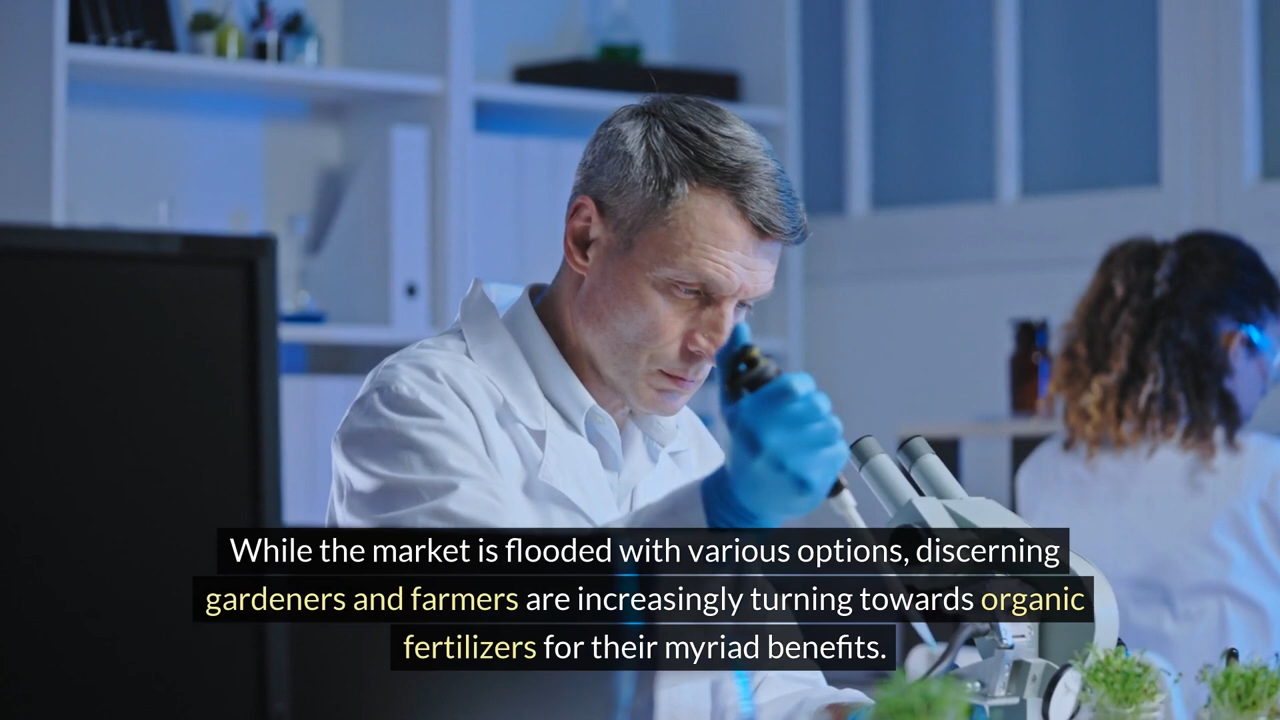 While the market is flooded with various options, discerning
gardeners and farmers are increasingly turning towards organic
fertilizers for their myriad benefits.